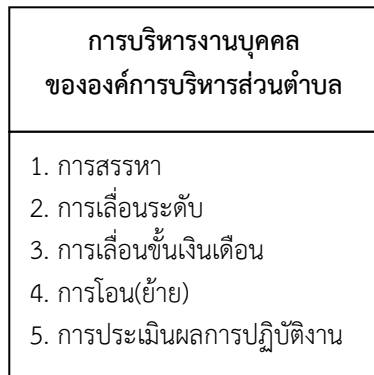 การบริหารงานบุคคล
ขององค์การบริหารส่วนตำบล
1. การสรรหา
2. การเลื่อนระดับ
3. การเลื่อนขั้นเงินเดือน
4. การโอน(ย้าย)
5. การประเมินผลการปฏิบัติงาน